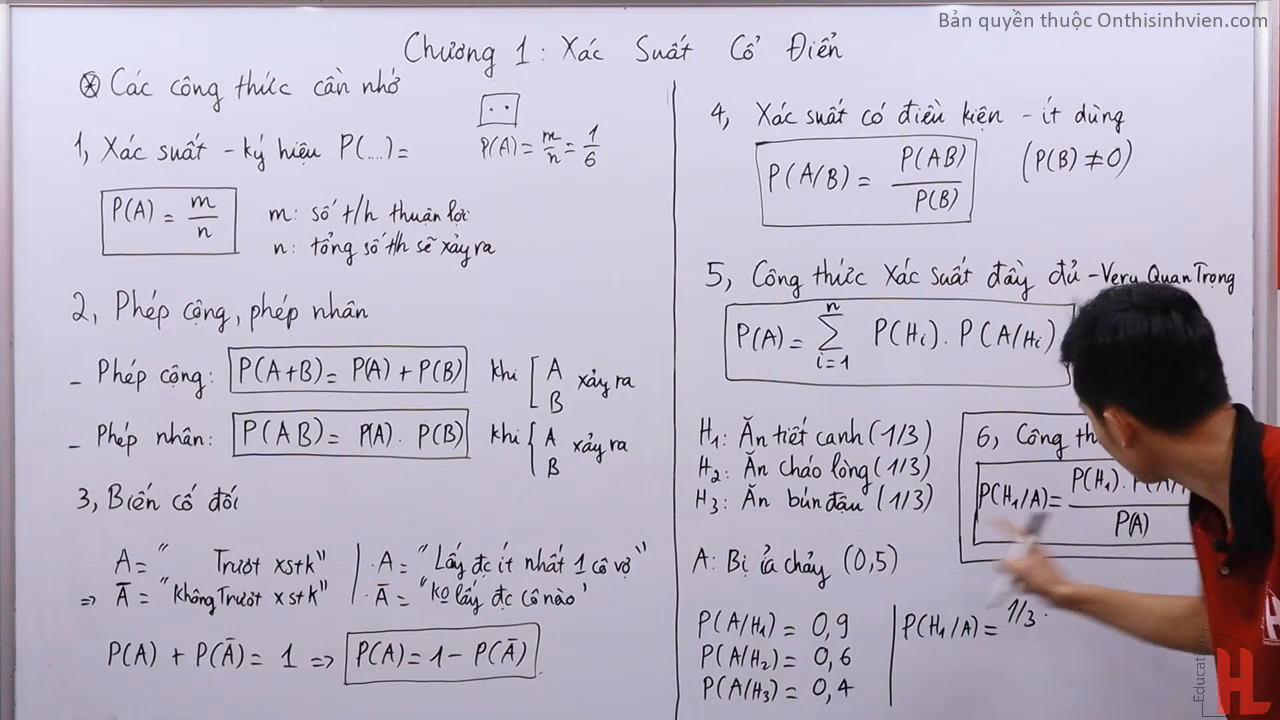 Bản quyền thuộc Onthisinhvien.com
Chương 1: Xác Suất Cổ Điển
⊛ Các công thức cần nhớ
1, Xác suất - ký hiệu P(....) =
P(A) = m/n = 1/6
P(A) = m/n
m: số t/h thuận lợi
n: tổng số t/h sẽ xảy ra
2, Phép cộng, phép nhân
- Phép cộng: P(A+B) = P(A) + P(B) khi [ A B xảy ra
- Phép nhân: P(AB) = P(A) . P(B) khi { A B xảy ra
3, Biến cố đối
A = " Trượt xstk" | . A = "Lấy đc ít nhất 1 cô vợ"
=> Ā = "Không Trượt xstk" | . Ā = "ko lấy đc cô nào"
P(A) + P(Ā) = 1 => P(A) = 1 - P(Ā)
4, Xác suất có điều kiện - ít dùng
P(A/B) = P(AB)/P(B) (P(B) ≠ 0)
5, Công thức Xác suất đầy đủ - Very Quan Trọng
P(A) = n∑i=1 P(Hi) . P(A/Hi)
H1: Ăn tiết canh (1/3)
H2: Ăn cháo lòng (1/3)
H3: Ăn bún đậu (1/3)
6, Công th
P(H1/A) = P(H1) . P(A/ P(A)
A: Bị ỉa chảy (0,5)
P(A/H1) = 0,9
P(A/H2) = 0,6
P(A/H3) = 0,4
P(H1/A) = 1/3 .
Educat
HL